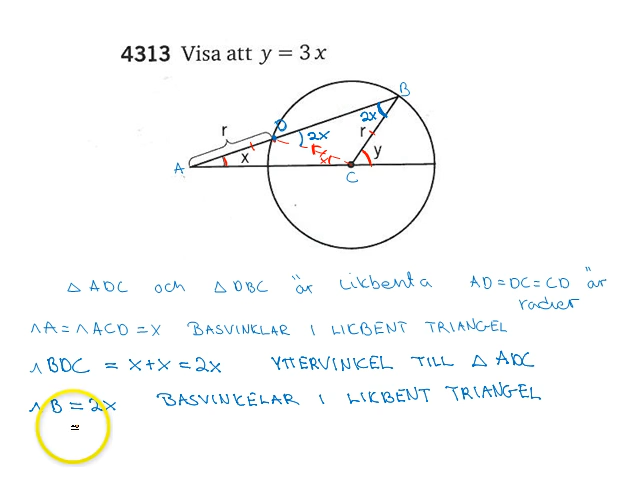 4313 Visa att y = 3x
B
2x
r
D
2x
r
r
x
y
A
C
△ ADC och △ DBC är likbenta AD=DC=CD är
radier
∧A = ∧ACD = X BASVINKLAR I LIKBENT TRIANGEL
∧BDC = X+X = 2X YTTERVINKEL TILL △ ADC
∧B = 2X BASVINKELAR I LIKBENT TRIANGEL